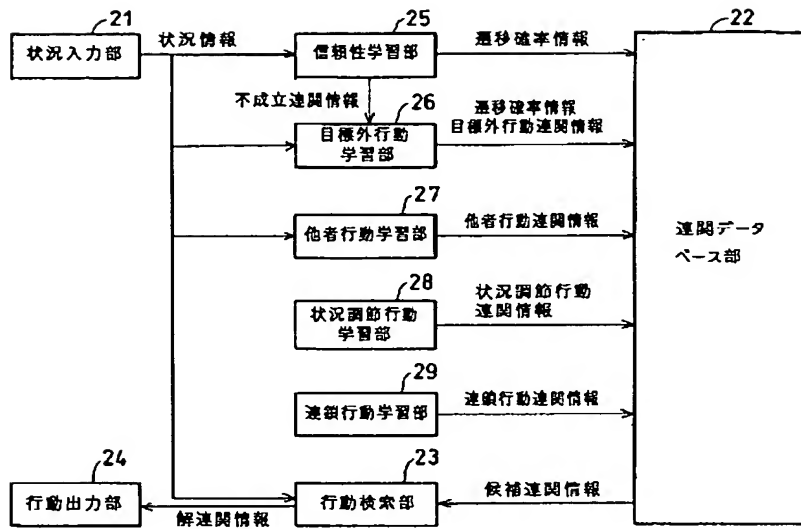 21
25
22
状況入力部
状況情報
信頼性学習部
遷移確率情報
不成立連関情報
26
目標外行動
学習部
遷移確率情報
目標外行動連関情報
27
他者行動学習部
他者行動連関情報
連関データ
ベース部
28
状況調節行動
学習部
状況調節行動
連関情報
29
連鎖行動学習部
連鎖行動連関情報
24
23
行動出力部
解連関情報
行動検索部
候補連関情報